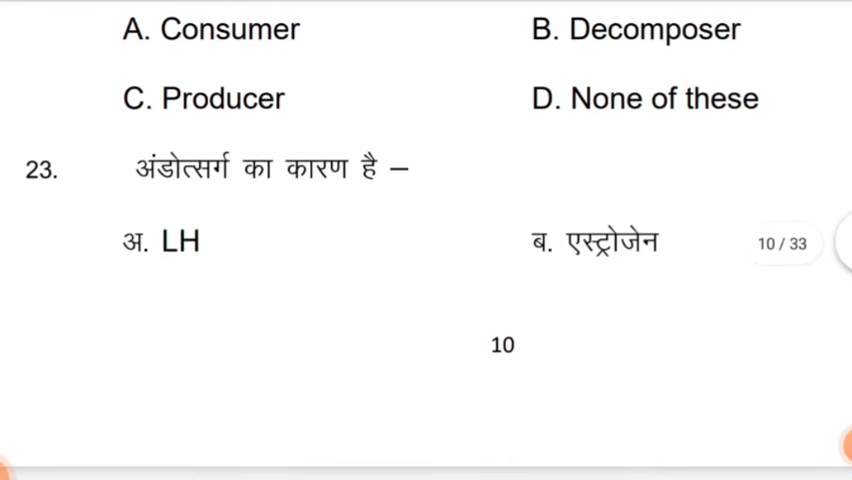 A. Consumer B. Decomposer
C. Producer D. None of these
23. अंडोत्सर्ग का कारण है –
अ. LH ब. एस्ट्रोजेन
10 / 33
10